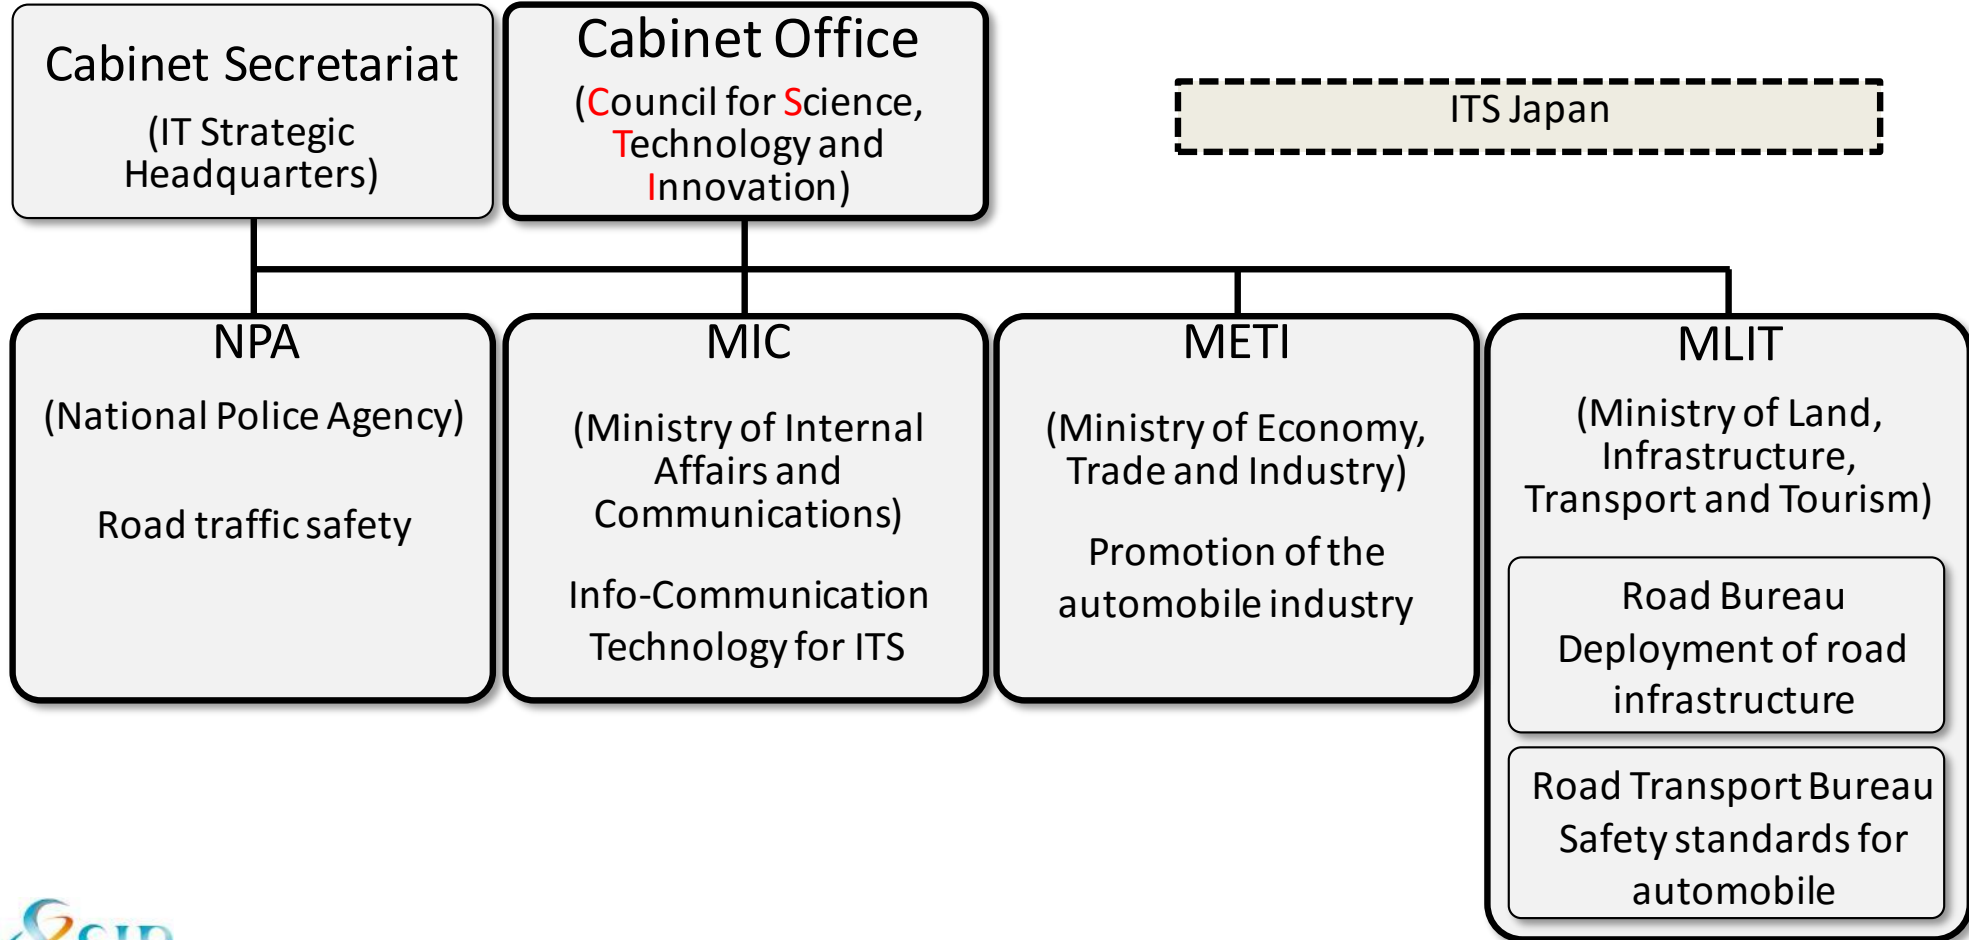 Cabinet Secretariat
(IT Strategic
Headquarters)
Cabinet Office
(Council for Science,
Technology and
Innovation)
ITS Japan
NPA
(National Police Agency)
Road traffic safety
MIC
(Ministry of Internal
Affairs and
Communications)
Info-Communication
Technology for ITS
METI
(Ministry of Economy,
Trade and Industry)
Promotion of the
automobile industry
MLIT
(Ministry of Land,
Infrastructure,
Transport and Tourism)
Road Bureau
Deployment of road
infrastructure
Road Transport Bureau
Safety standards for
automobile